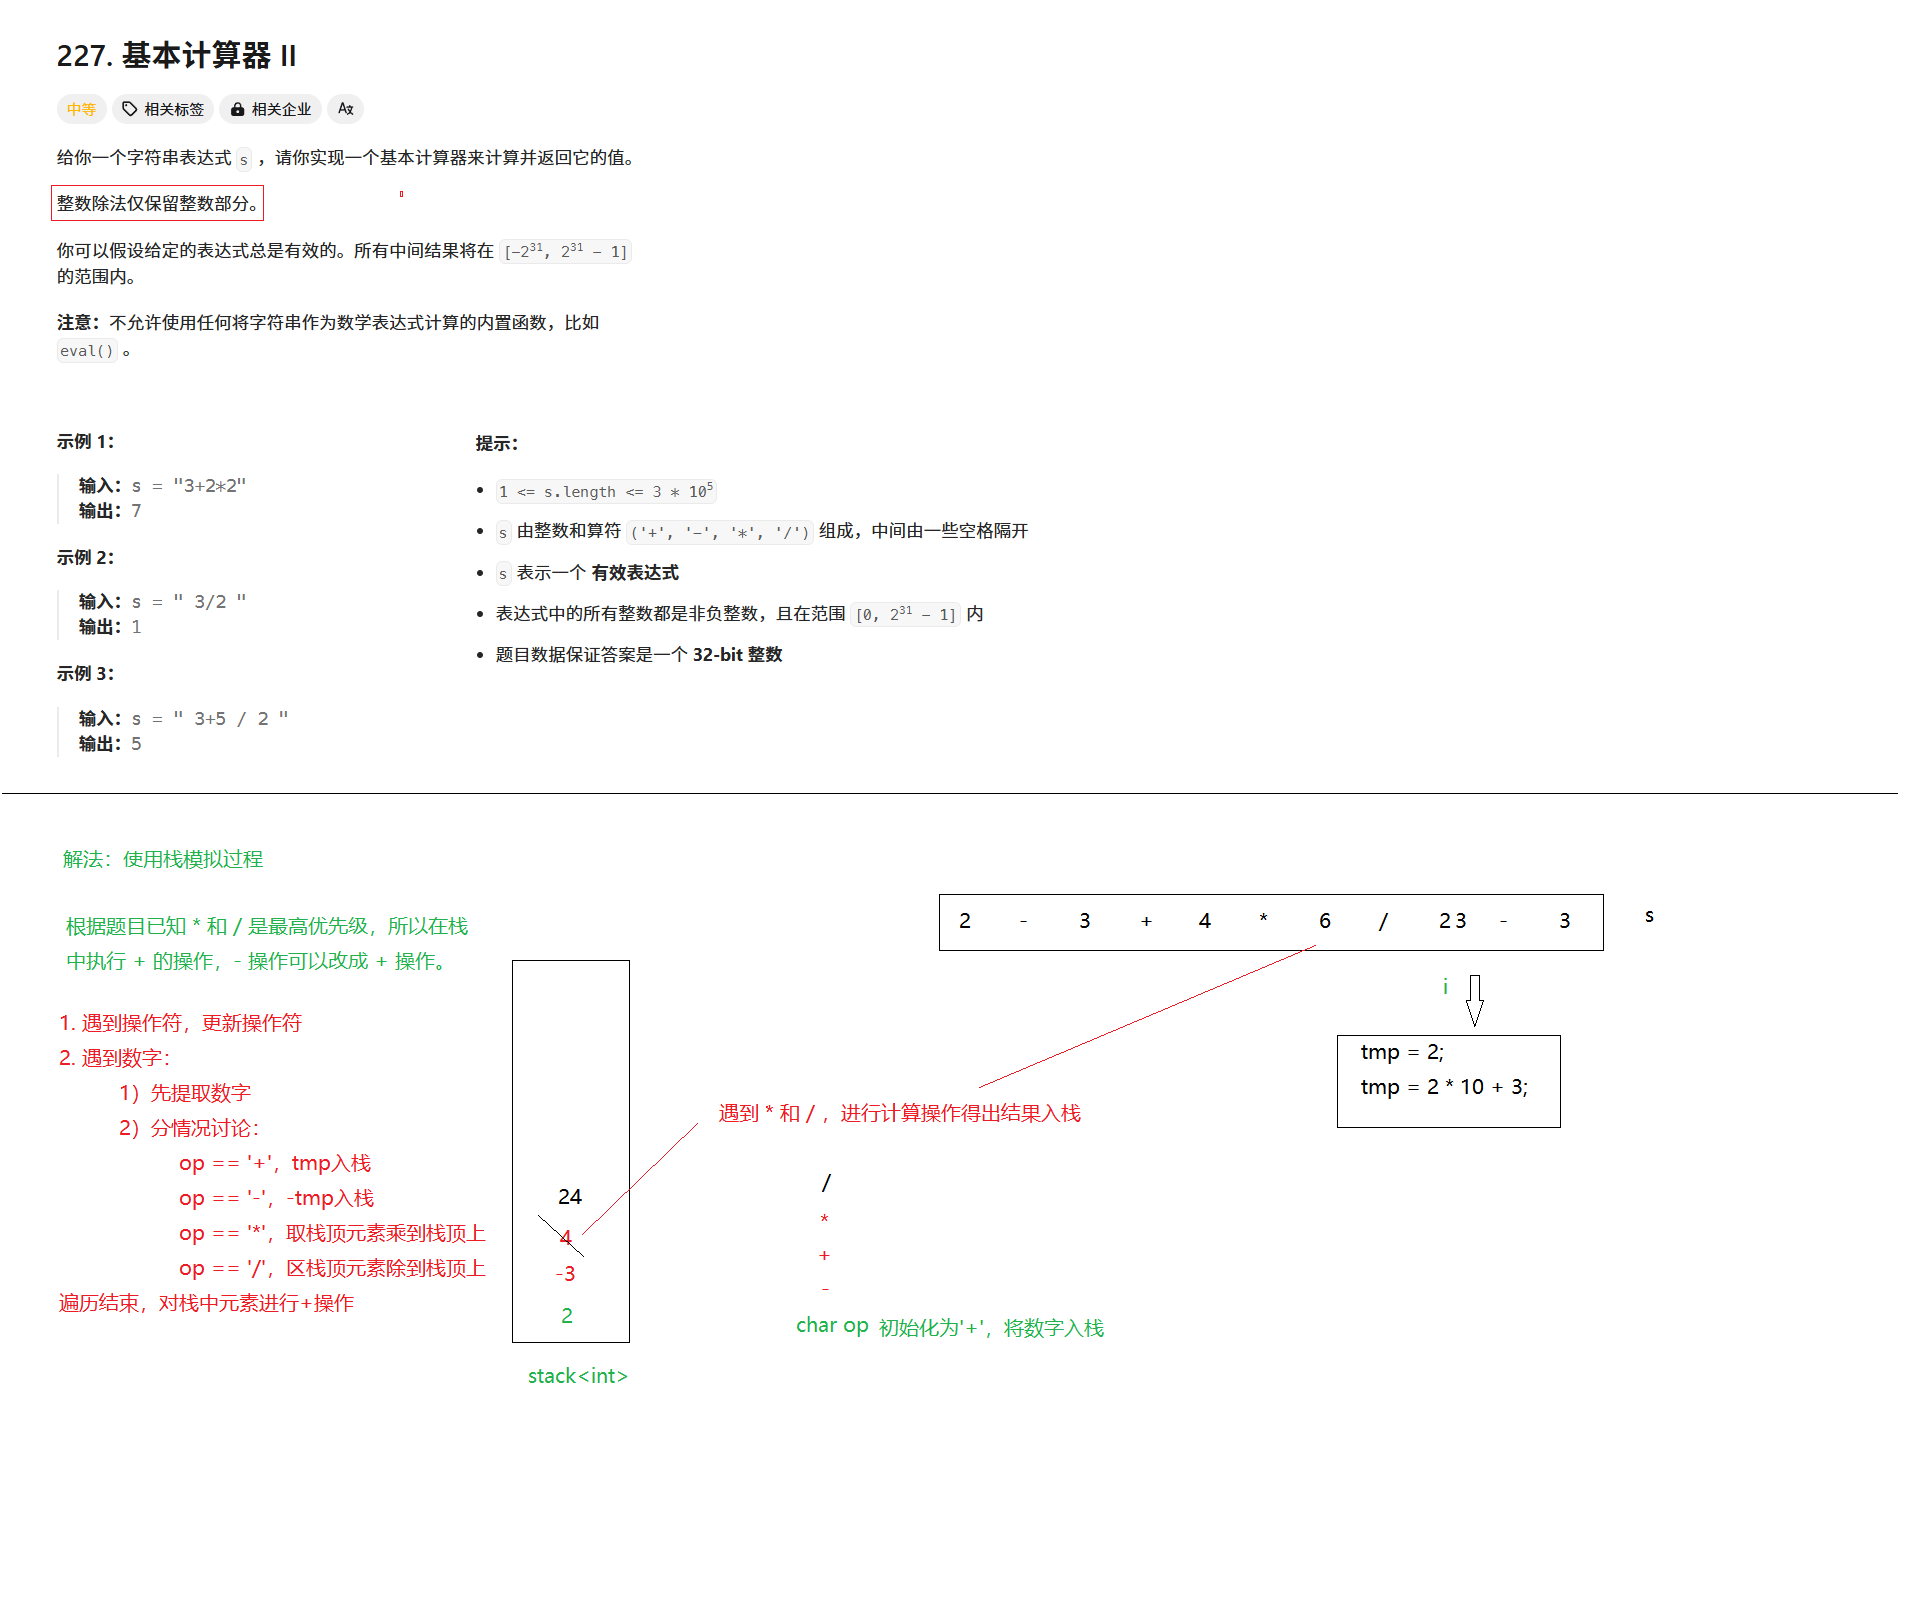 227. 基本计算器 II
中等 相关标签 相关企业
给你一个字符串表达式 s ，请你实现一个基本计算器来计算并返回它的值。
整数除法仅保留整数部分。
你可以假设给定的表达式总是有效的。所有中间结果将在 [-2^31, 2^31 - 1]
的范围内。
注意：不允许使用任何将字符串作为数学表达式计算的内置函数，比如
eval() 。
示例 1：
输入：s = "3+2*2"
输出：7
示例 2：
输入：s = " 3/2 "
输出：1
示例 3：
输入：s = " 3+5 / 2 "
输出：5
提示：
1 <= s.length <= 3 * 10^5
s 由整数和算符 ('+', '-', '*', '/') 组成，中间由一些空格隔开
s 表示一个 有效表达式
表达式中的所有整数都是非负整数，且在范围 [0, 2^31 - 1] 内
题目数据保证答案是一个 32-bit 整数
解法：使用栈模拟过程
根据题目已知 * 和 / 是最高优先级，所以在栈
中执行 + 的操作，- 操作可以改成 + 操作。
1. 遇到操作符，更新操作符
2. 遇到数字：
1）先提取数字
2）分情况讨论：
op == '+'，tmp入栈
op == '-'，-tmp入栈
op == '*'，取栈顶元素乘到栈顶上
op == '/'，区栈顶元素除到栈顶上
遍历结束，对栈中元素进行+操作
24
4
-3
2
stack<int>
2 - 3 + 4 * 6 / 23 - 3
s
i
tmp = 2;
tmp = 2 * 10 + 3;
遇到 * 和 / ，进行计算操作得出结果入栈
/
*
+
-
char op 初始化为'+'，将数字入栈